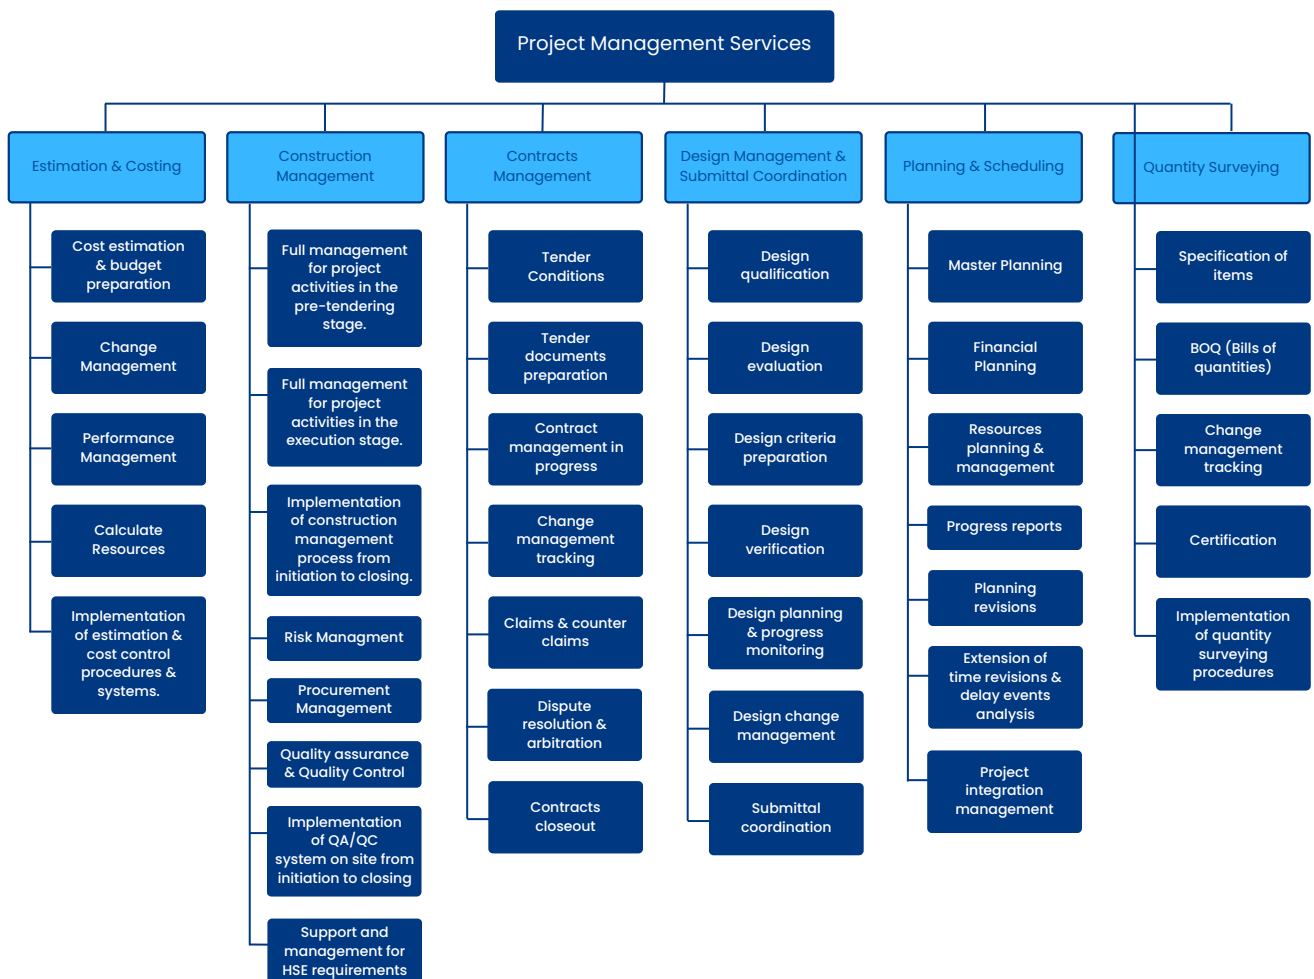 Project Management Services
Estimation & Costing
Cost estimation
& budget
preparation
Change
Management
Performance
Management
Calculate
Resources
Implementation
of estimation &
cost control
procedures &
systems.
Construction
Management
Full management
for project
activities in the
pre-tendering
stage.
Full management
for project
activities in the
execution stage.
Implementation
of construction
management
process from
initiation to closing.
Risk Managment
Procurement
Management
Quality assurance
& Quality Control
Implementation
of QA/QC
system on site from
initiation to closing
Support and
management for
HSE requirements
Contracts
Management
Tender
Conditions
Tender
documents
preparation
Contract
management in
progress
Change
management
tracking
Claims & counter
claims
Dispute
resolution &
arbitration
Contracts
closeout
Design Management &
Submittal Coordination
Design
qualification
Design
evaluation
Design criteria
preparation
Design
verification
Design planning
& progress
monitoring
Design change
management
Submittal
coordination
Planning & Scheduling
Master Planning
Financial
Planning
Resources
planning &
management
Progress reports
Planning
revisions
Extension of
time revisions &
delay events
analysis
Project
integration
management
Quantity Surveying
Specification of
items
BOQ (Bills of
quantities)
Change
management
tracking
Certification
Implementation
of quantity
surveying
procedures